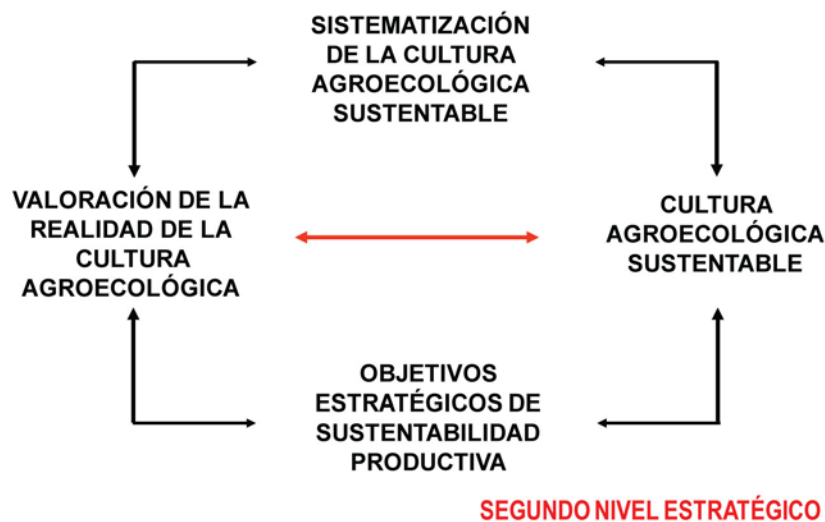 SISTEMATIZACIÓN
DE LA CULTURA
AGROECOLÓGICA
SUSTENTABLE
VALORACIÓN DE LA
REALIDAD DE LA
CULTURA
AGROECOLÓGICA
CULTURA
AGROECOLÓGICA
SUSTENTABLE
OBJETIVOS
ESTRATÉGICOS DE
SUSTENTABILIDAD
PRODUCTIVA
SEGUNDO NIVEL ESTRATÉGICO